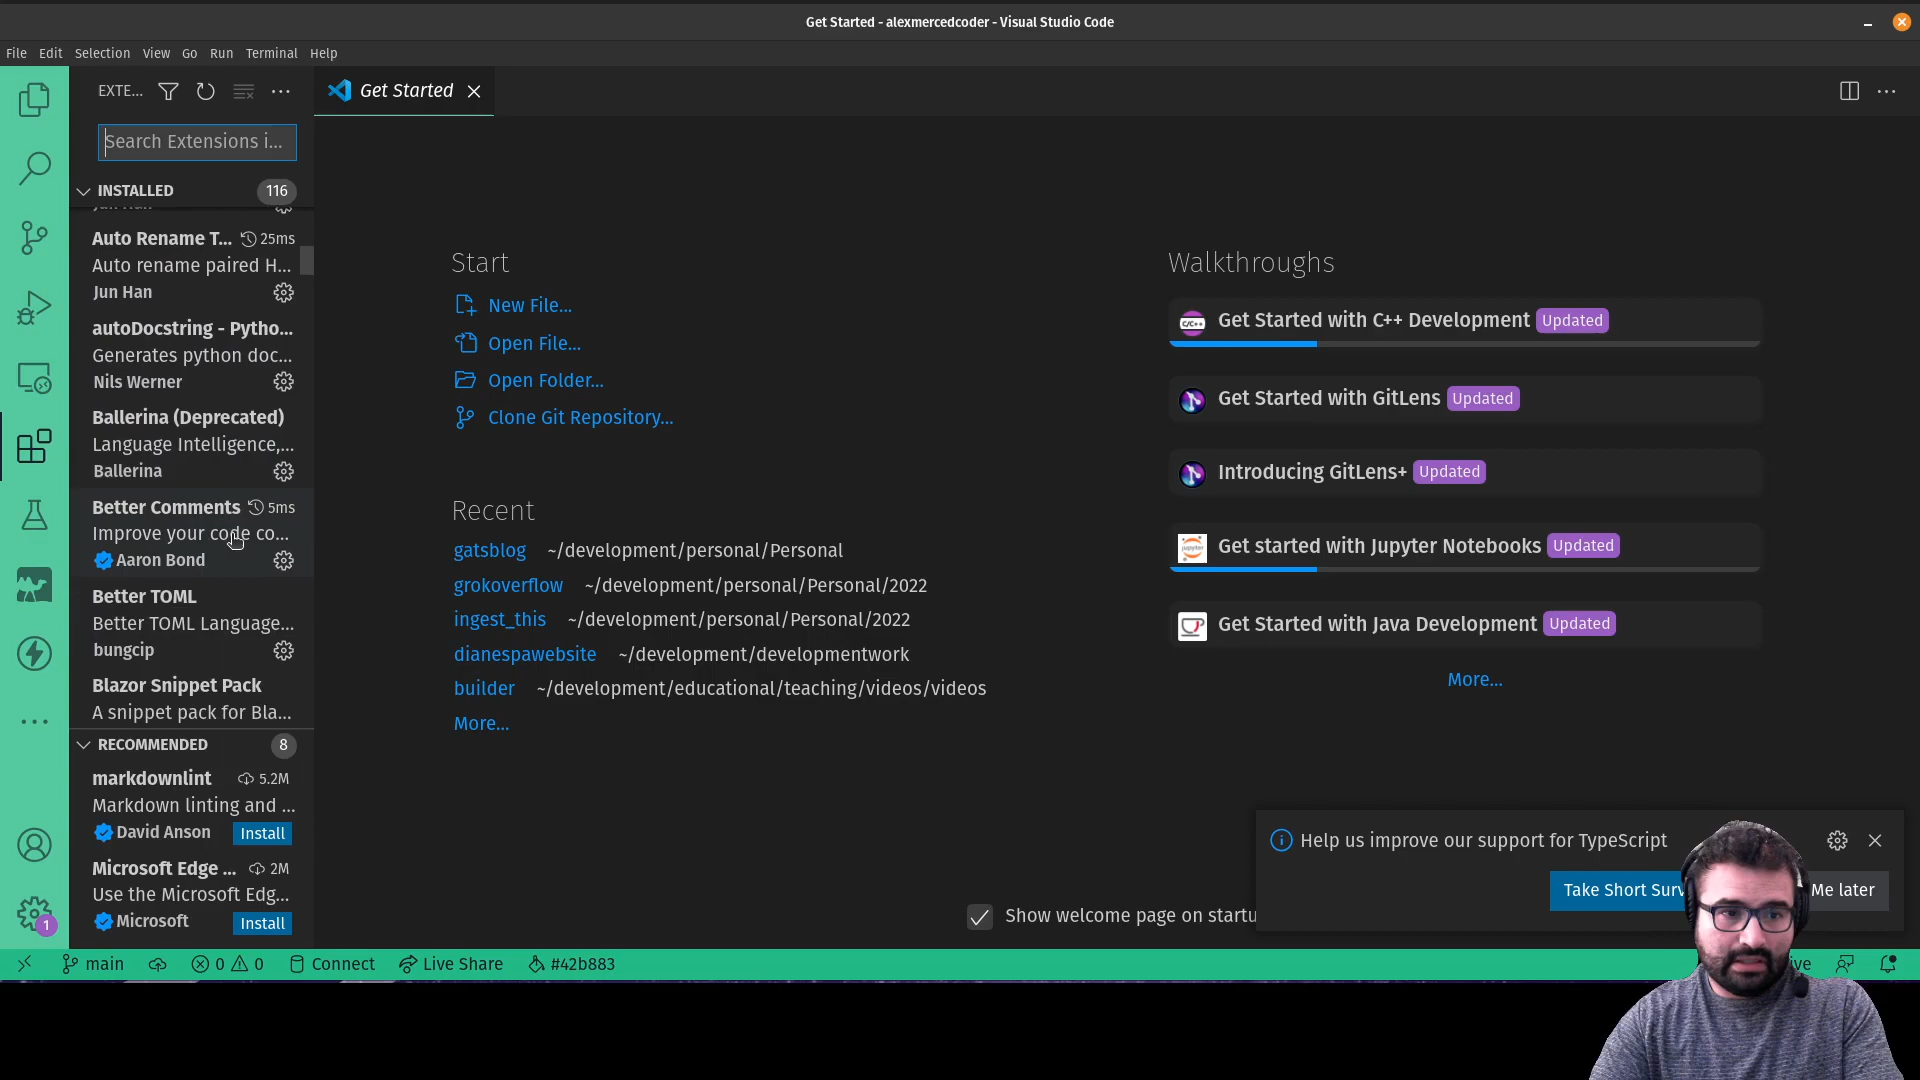 Get Started - alexmercedcoder - Visual Studio Code
File Edit Selection View Go Run Terminal Help
EXTE...
Get Started
Search Extensions i...
INSTALLED 116
Auto Rename T... 25ms
Auto rename paired H...
Jun Han
autoDocstring - Pytho...
Generates python doc...
Nils Werner
Ballerina (Deprecated)
Language Intelligence,...
Ballerina
Better Comments 5ms
Improve your code co...
Aaron Bond
Better TOML
Better TOML Language...
bungcip
Blazor Snippet Pack
A snippet pack for Bla...
RECOMMENDED 8
markdownlint 5.2M
Markdown linting and ...
David Anson Install
Microsoft Edge ... 2M
Use the Microsoft Edg...
Microsoft Install
1
Start
New File...
Open File...
Open Folder...
Clone Git Repository...
Recent
gatsblog ~/development/personal/Personal
grokoverflow ~/development/personal/Personal/2022
ingest_this ~/development/personal/Personal/2022
dianespawebsite ~/development/developmentwork
builder ~/development/educational/teaching/videos/videos
More...
Walkthroughs
Get Started with C++ Development Updated
Get Started with GitLens Updated
Introducing GitLens+ Updated
Get started with Jupyter Notebooks Updated
Get Started with Java Development Updated
More...
Help us improve our support for TypeScript
Take Short Surv
Me later
Show welcome page on startu
main 0 0 Connect Live Share #42b883